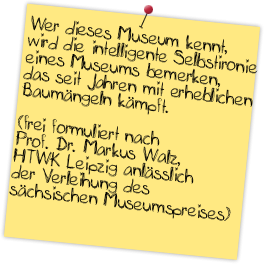 Wer dieses Museum kennt,
wird die intelligente Selbstironie
eines Museums bemerken,
das seit Jahren mit erheblichen
Baumängeln kämpft.
(frei formuliert nach
Prof. Dr. Markus Walz,
HTWK Leipzig anlässlich
der Verleihung des
sächsischen Museumspreises)